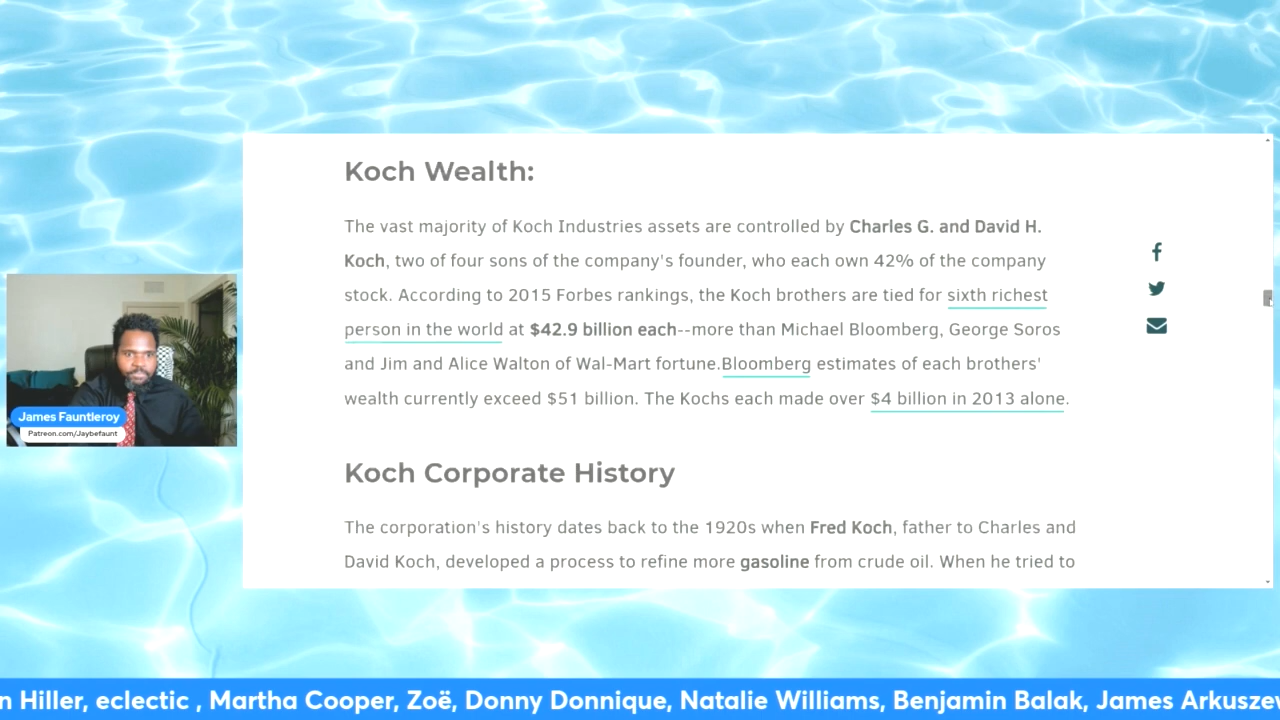 Koch Wealth:
The vast majority of Koch Industries assets are controlled by Charles G. and David H.
Koch, two of four sons of the company's founder, who each own 42% of the company
stock. According to 2015 Forbes rankings, the Koch brothers are tied for sixth richest
person in the world at $42.9 billion each--more than Michael Bloomberg, George Soros
and Jim and Alice Walton of Wal-Mart fortune.Bloomberg estimates of each brothers'
wealth currently exceed $51 billion. The Kochs each made over $4 billion in 2013 alone.
Koch Corporate History
The corporation's history dates back to the 1920s when Fred Koch, father to Charles and
David Koch, developed a process to refine more gasoline from crude oil. When he tried to
James Fauntleroy
Patreon.com/Jaybefaunt
n Hiller, eclectic , Martha Cooper, Zoë, Donny Donnique, Natalie Williams, Benjamin Balak, James Arkuszev